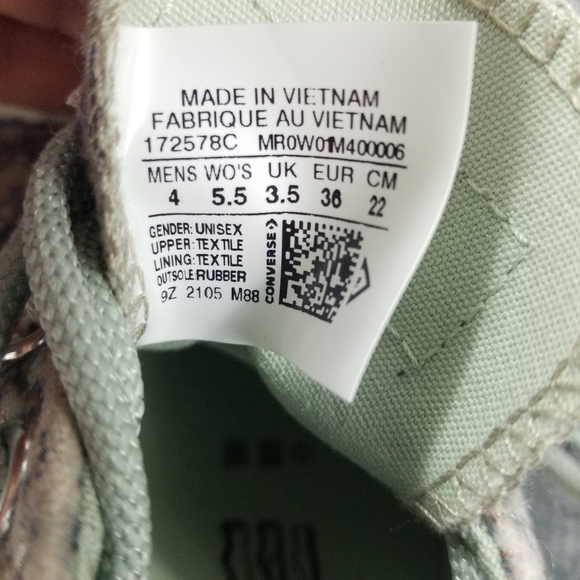 MADE IN VIETNAM
FABRIQUE AU VIETNAM
172578C MR0W01M400006
MENS WO'S UK EUR CM
4 5.5 3.5 36 22
GENDER: UNISEX
UPPER: TEXTILE
LINING: TEXTILE
OUTSOLE: RUBBER
9Z 2105 M88
CONVERSE